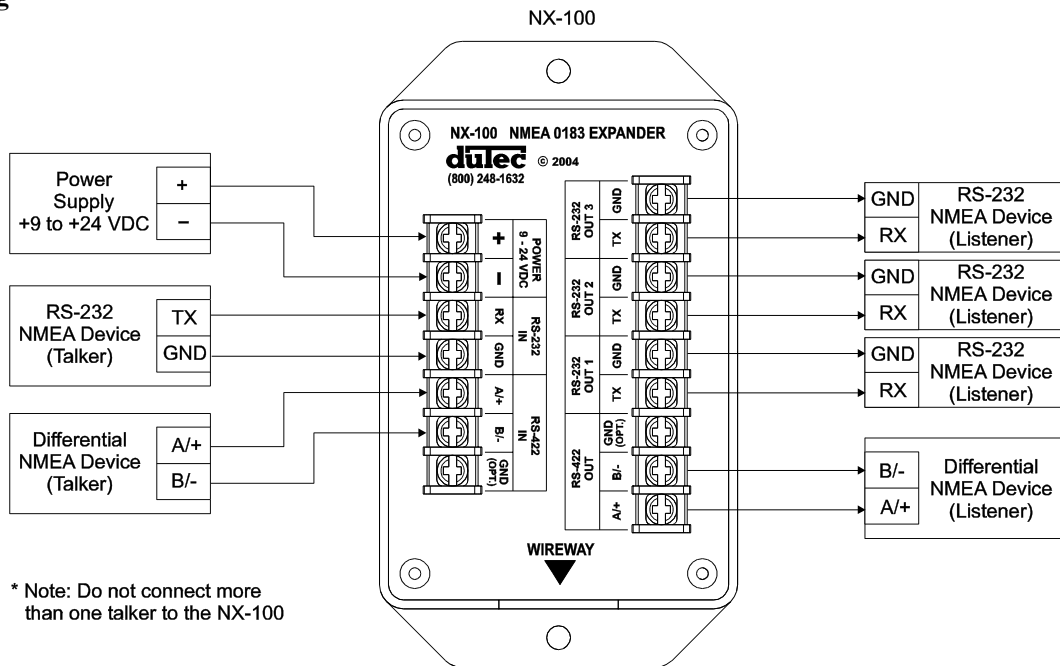 g
NX-100
NX-100 NMEA 0183 EXPANDER
dutec © 2004
(800) 248-1632
Power
Supply
+9 to +24 VDC
+
–
RS-232
NMEA Device
(Talker)
TX
GND
Differential
NMEA Device
(Talker)
A/+
B/-
+
–
POWER
9 - 24 VDC
RX
GND
RS-232
IN
A/+
B/-
GND
(OPT.)
RS-422
IN
RS-232
OUT 3
GND
TX
RS-232
OUT 2
GND
TX
RS-232
OUT 1
GND
TX
RS-422
OUT
GND
(OPT.)
B/-
A/+
GND
RX
RS-232
NMEA Device
(Listener)
GND
RX
RS-232
NMEA Device
(Listener)
GND
RX
RS-232
NMEA Device
(Listener)
B/-
A/+
Differential
NMEA Device
(Listener)
WIREWAY
* Note: Do not connect more
than one talker to the NX-100